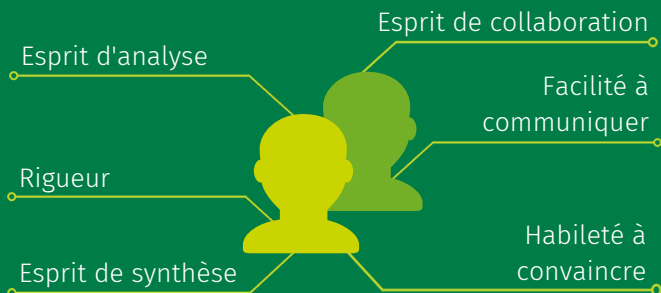 Esprit d'analyse
Rigueur
Esprit de synthèse
Esprit de collaboration
Facilité à
communiquer
Habileté à
convaincre